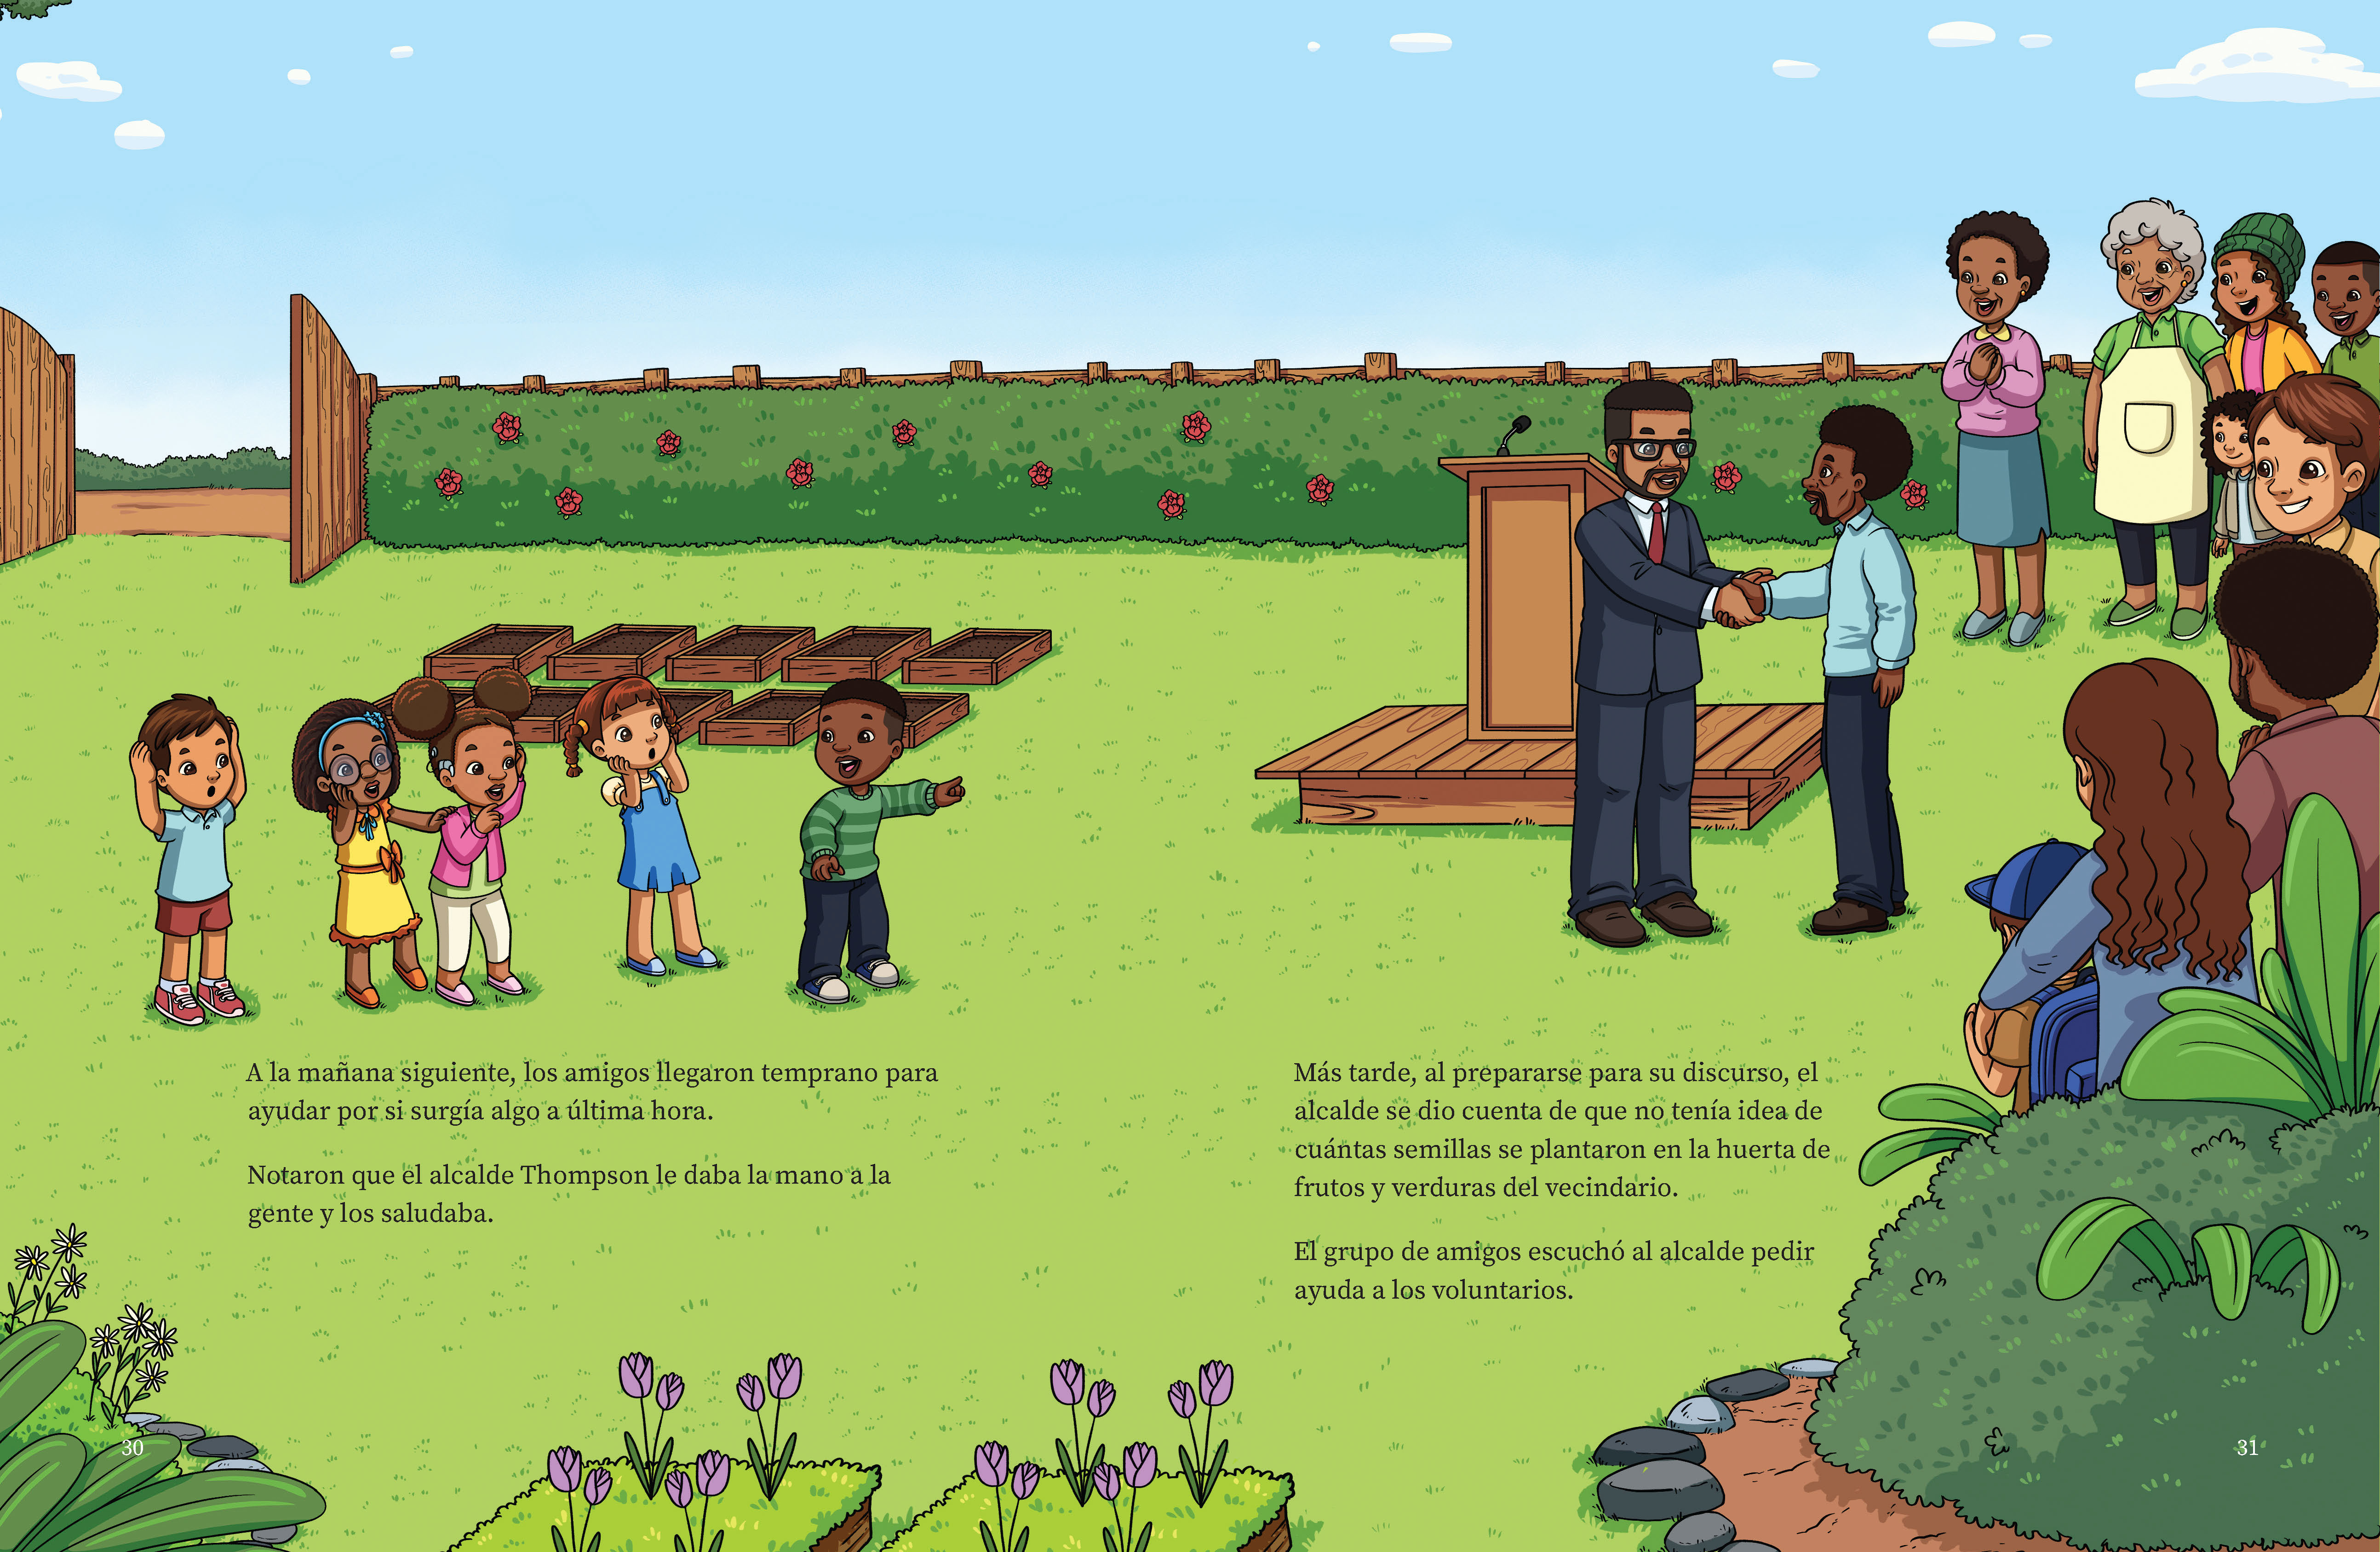 A la mañana siguiente, los amigos llegaron temprano para
ayudar por si surgía algo a última hora.
Notaron que el alcalde Thompson le daba la mano a la
gente y los saludaba.
30
Más tarde, al prepararse para su discurso, el
alcalde se dio cuenta de que no tenía idea de
cuántas semillas se plantaron en la huerta de
frutos y verduras del vecindario.
El grupo de amigos escuchó al alcalde pedir
ayuda a los voluntarios.
31